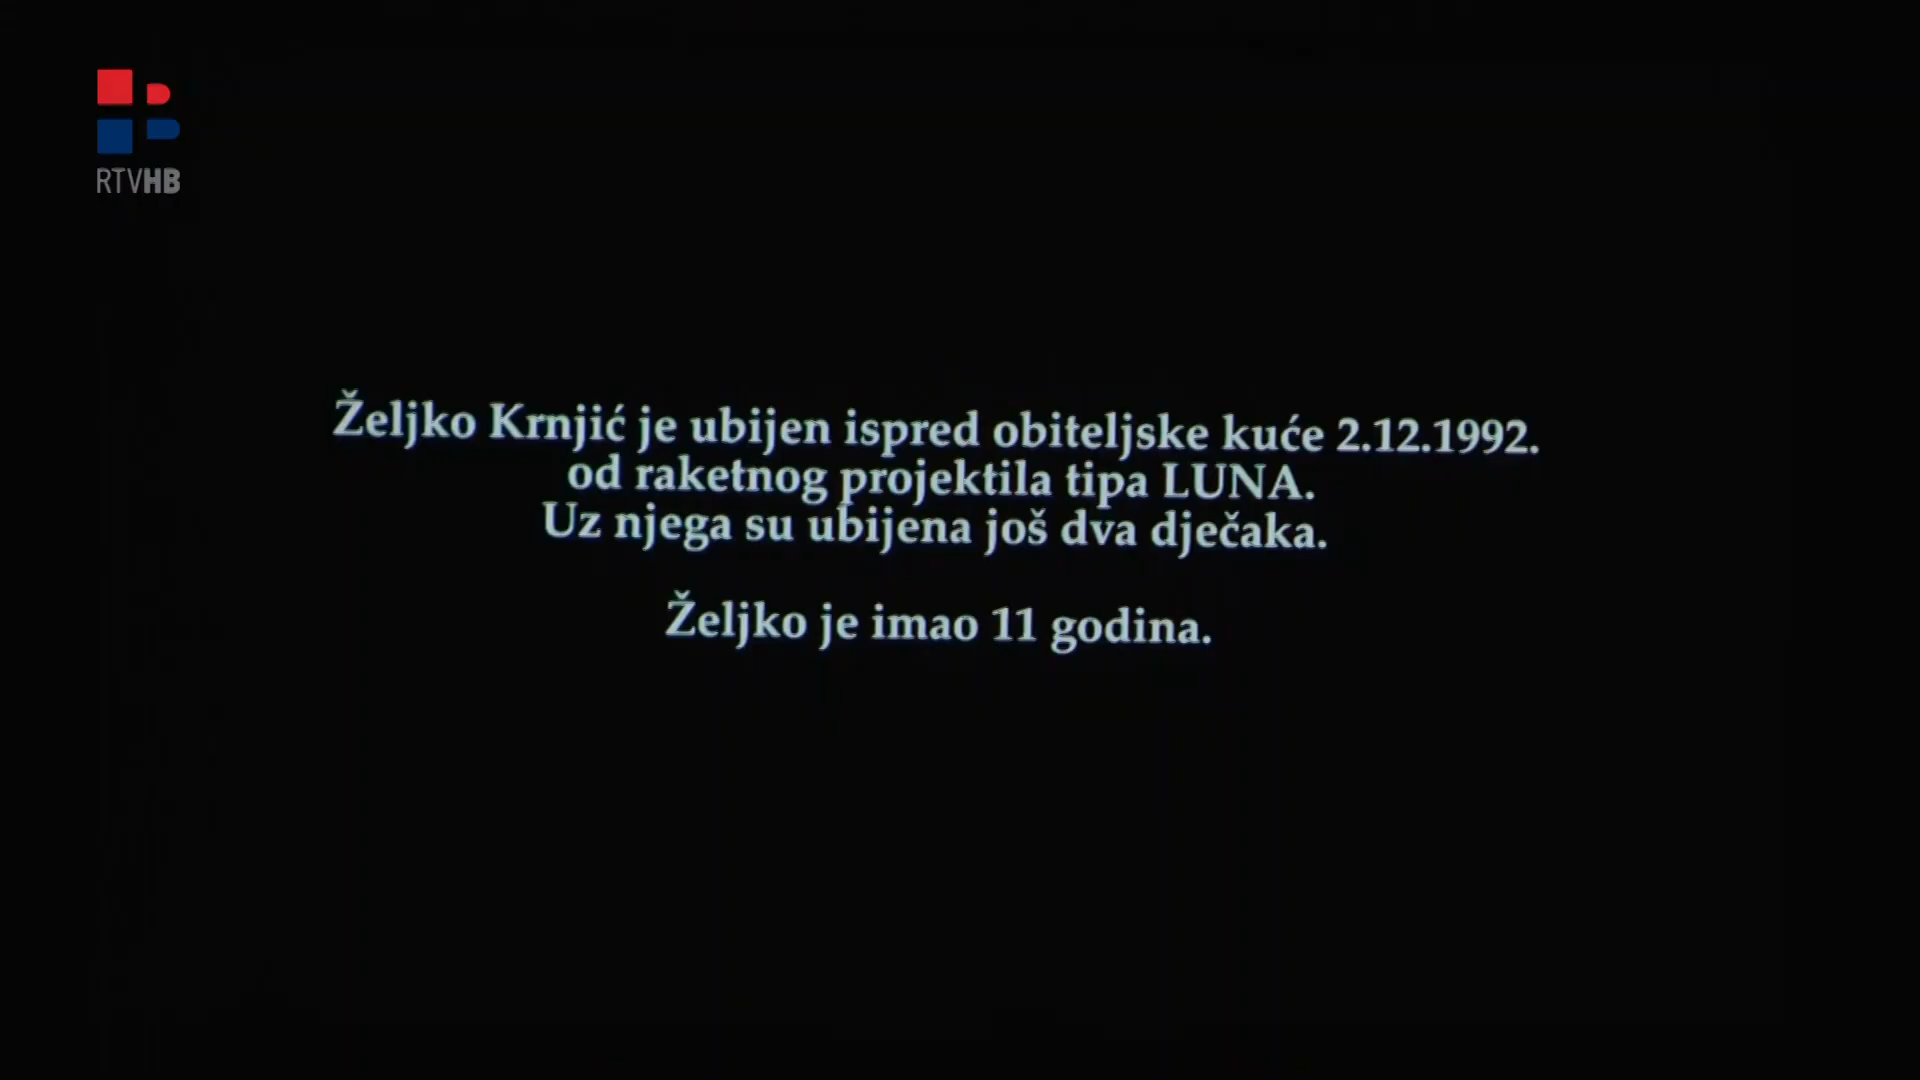 RTVHB
Željko Krnjić je ubijen ispred obiteljske kuće 2.12.1992.
od raketnog projektila tipa LUNA.
Uz njega su ubijena još dva dječaka.
Željko je imao 11 godina.